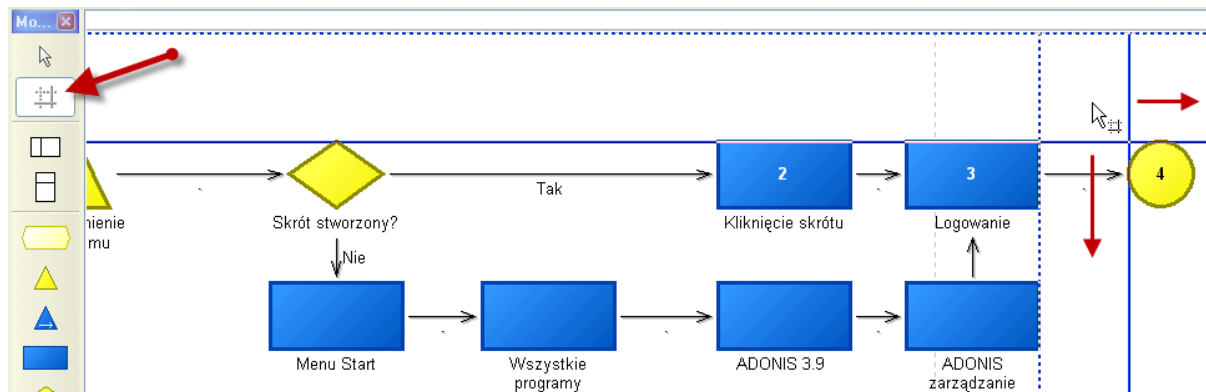 Mo...
2
3
4
Tak
nienie
mu
Skrót stworzony?
Kliknięcie skrótu
Logowanie
Nie
Menu Start
Wszystkie
programy
ADONIS 3.9
ADONIS
zarządzanie